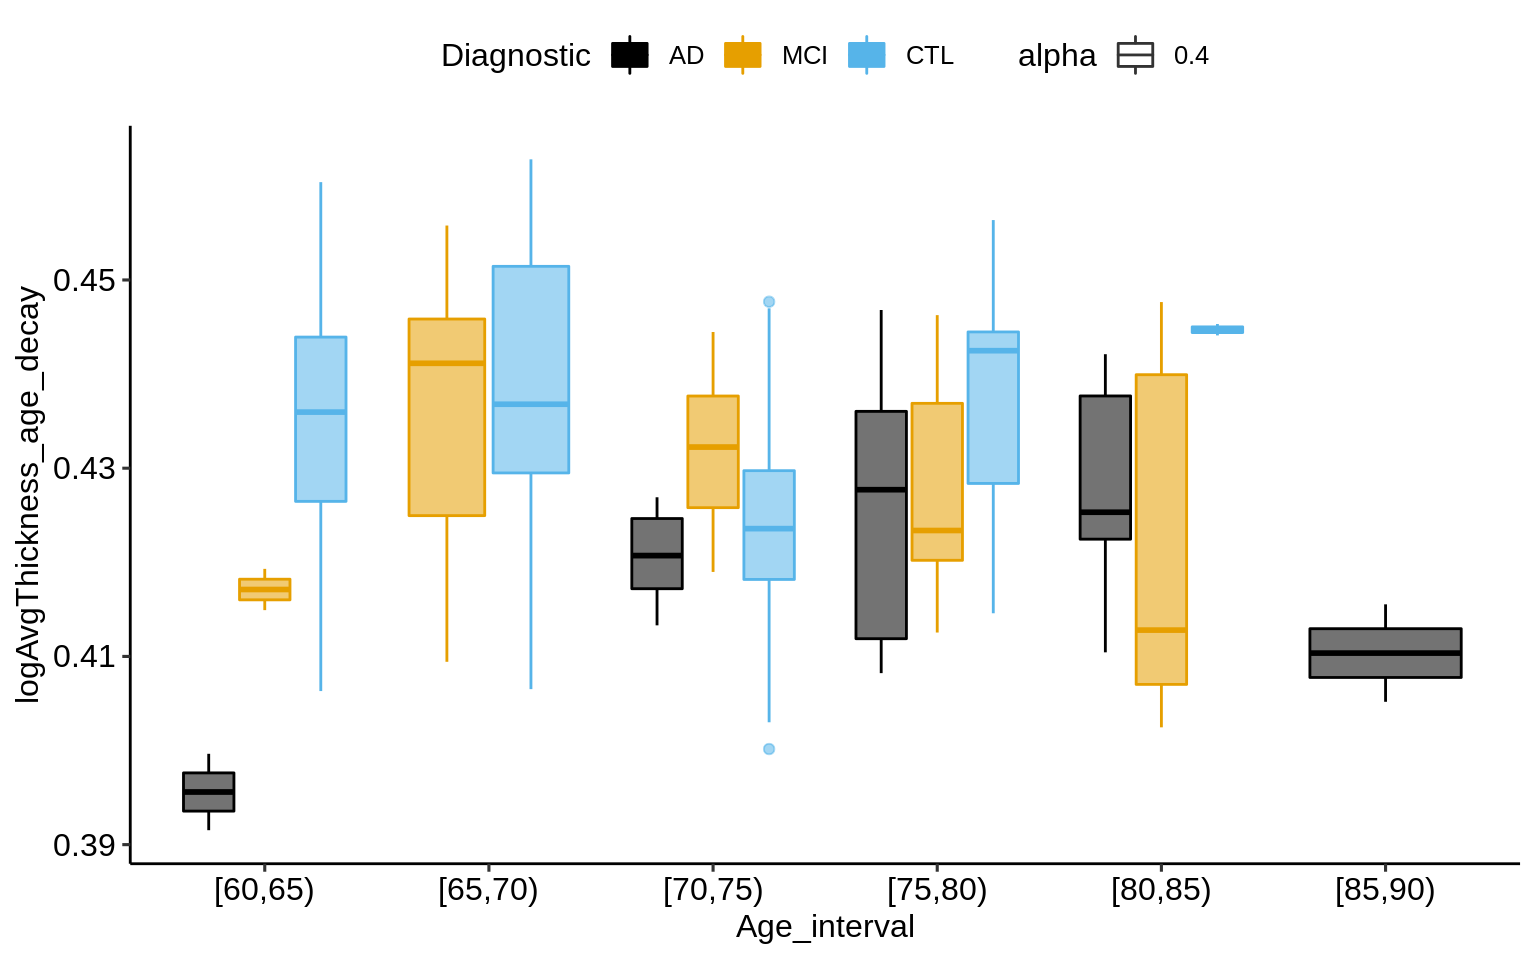 Diagnostic AD MCI CTL alpha 0.4
logAvgThickness_age_decay
0.45
0.43
0.41
0.39
[60,65) [65,70) [70,75) [75,80) [80,85) [85,90)
Age_interval